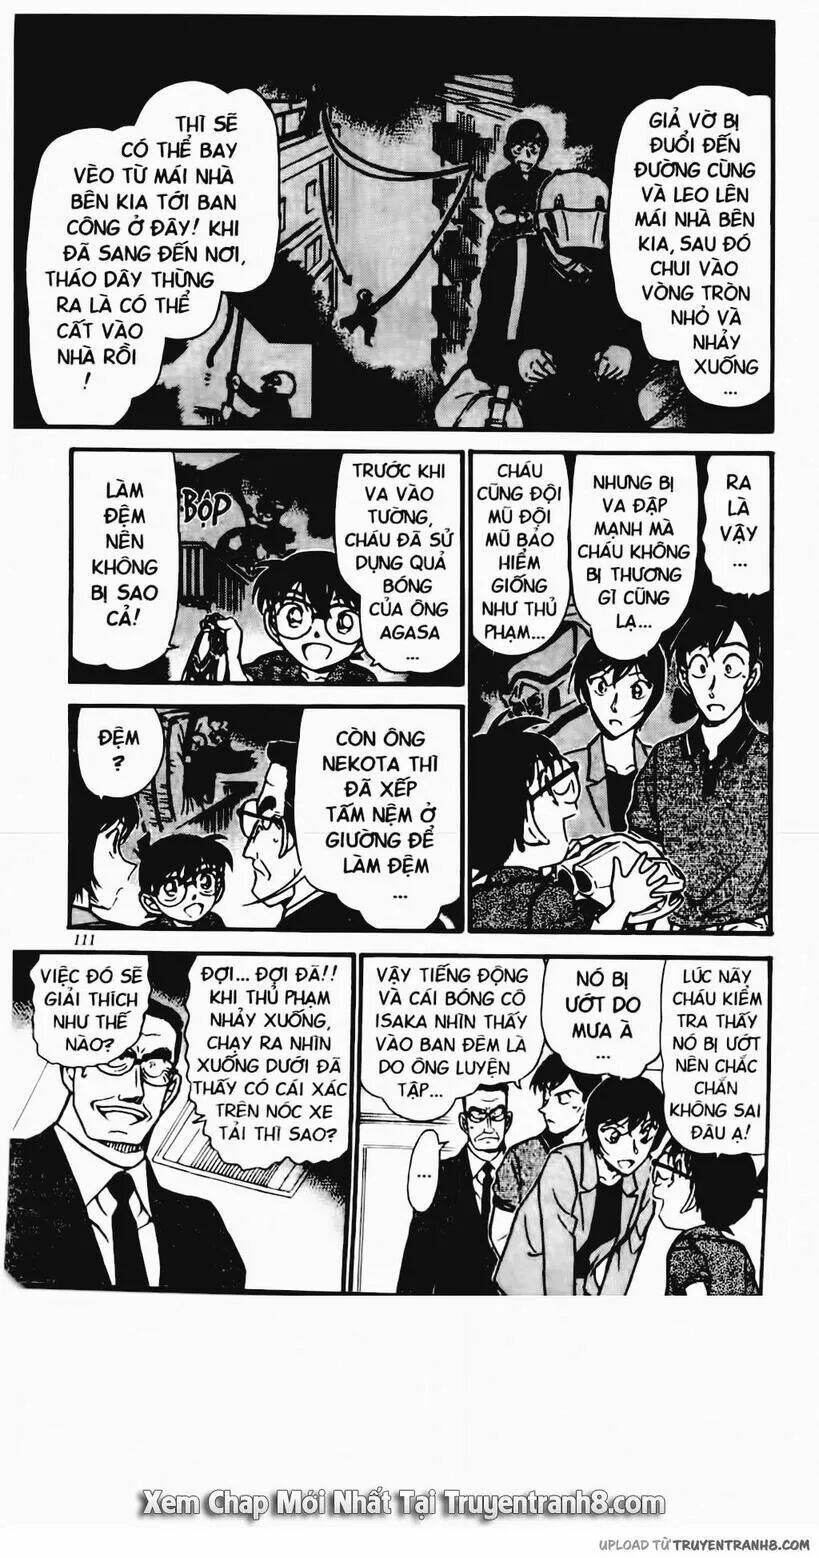 GIẢ VỜ BỊ
ĐUỔI ĐẾN
ĐƯỜNG CÙNG
VÀ LEO LÊN
MÁI NHÀ BÊN
KIA, SAU ĐÓ
CHUI VÀO
VÒNG TRÒN
NHỎ VÀ
NHẢY
XUỐNG
...
THÌ SẼ
CÓ THỂ BAY
VÈO TỪ MÁI NHÀ
BÊN KIA TỚI BAN
CÔNG Ở ĐÂY! KHI
ĐÃ SANG ĐẾN NƠI,
THÁO DÂY THỪNG
RA LÀ CÓ THỂ
CẤT VÀO
NHÀ RỒI
!
RA
LÀ
VẬY
...
NHƯNG BỊ
VA ĐẬP
MẠNH MÀ
CHÁU KHÔNG
BỊ THƯƠNG
GÌ CŨNG
LẠ...
CHÁU
CŨNG ĐỘI
MŨ ĐỘI
MŨ BẢO
HIỂM
GIỐNG
NHƯ THỦ
PHẠM...
TRƯỚC KHI
VA VÀO
TƯỜNG,
CHÁU ĐÃ SỬ
DỤNG QUẢ
BÓNG
CỦA ÔNG
AGASA
...
BỘP
LÀM
ĐỆM
NÊN
KHÔNG
BỊ SAO
CẢ!
CÒN ÔNG
NEKOTA THÌ
ĐÃ XẾP
TẤM NỆM Ở
GIƯỜNG ĐỂ
LÀM ĐỆM
...
ĐỆM
?
111
LÚC NÃY
CHÁU KIỂM
TRA THẤY
NÓ BỊ ƯỚT
NÊN CHẮC
CHẮN
KHÔNG SAI
ĐÂU Ạ!
NÓ BỊ
ƯỚT DO
MƯA À
...
VẬY TIẾNG ĐỘNG
VÀ CÁI BÓNG CÔ
ISAKA NHÌN THẤY
VÀO BAN ĐÊM LÀ
DO ÔNG LUYỆN
TẬP...
...
ĐỢI... ĐỢI ĐÃ!!
KHI THỦ PHẠM
NHẢY XUỐNG,
CHẠY RA NHÌN
XUỐNG DƯỚI ĐÃ
THẤY CÓ CÁI XÁC
TRÊN NÓC XE
TẢI THÌ SAO?
VIỆC ĐÓ SẼ
GIẢI THÍCH
NHƯ THẾ
NÀO?
Xem Chap Mới Nhất Tại Truyentranh8.com
UPLOAD TỪ TRUYENTRANH8.COM